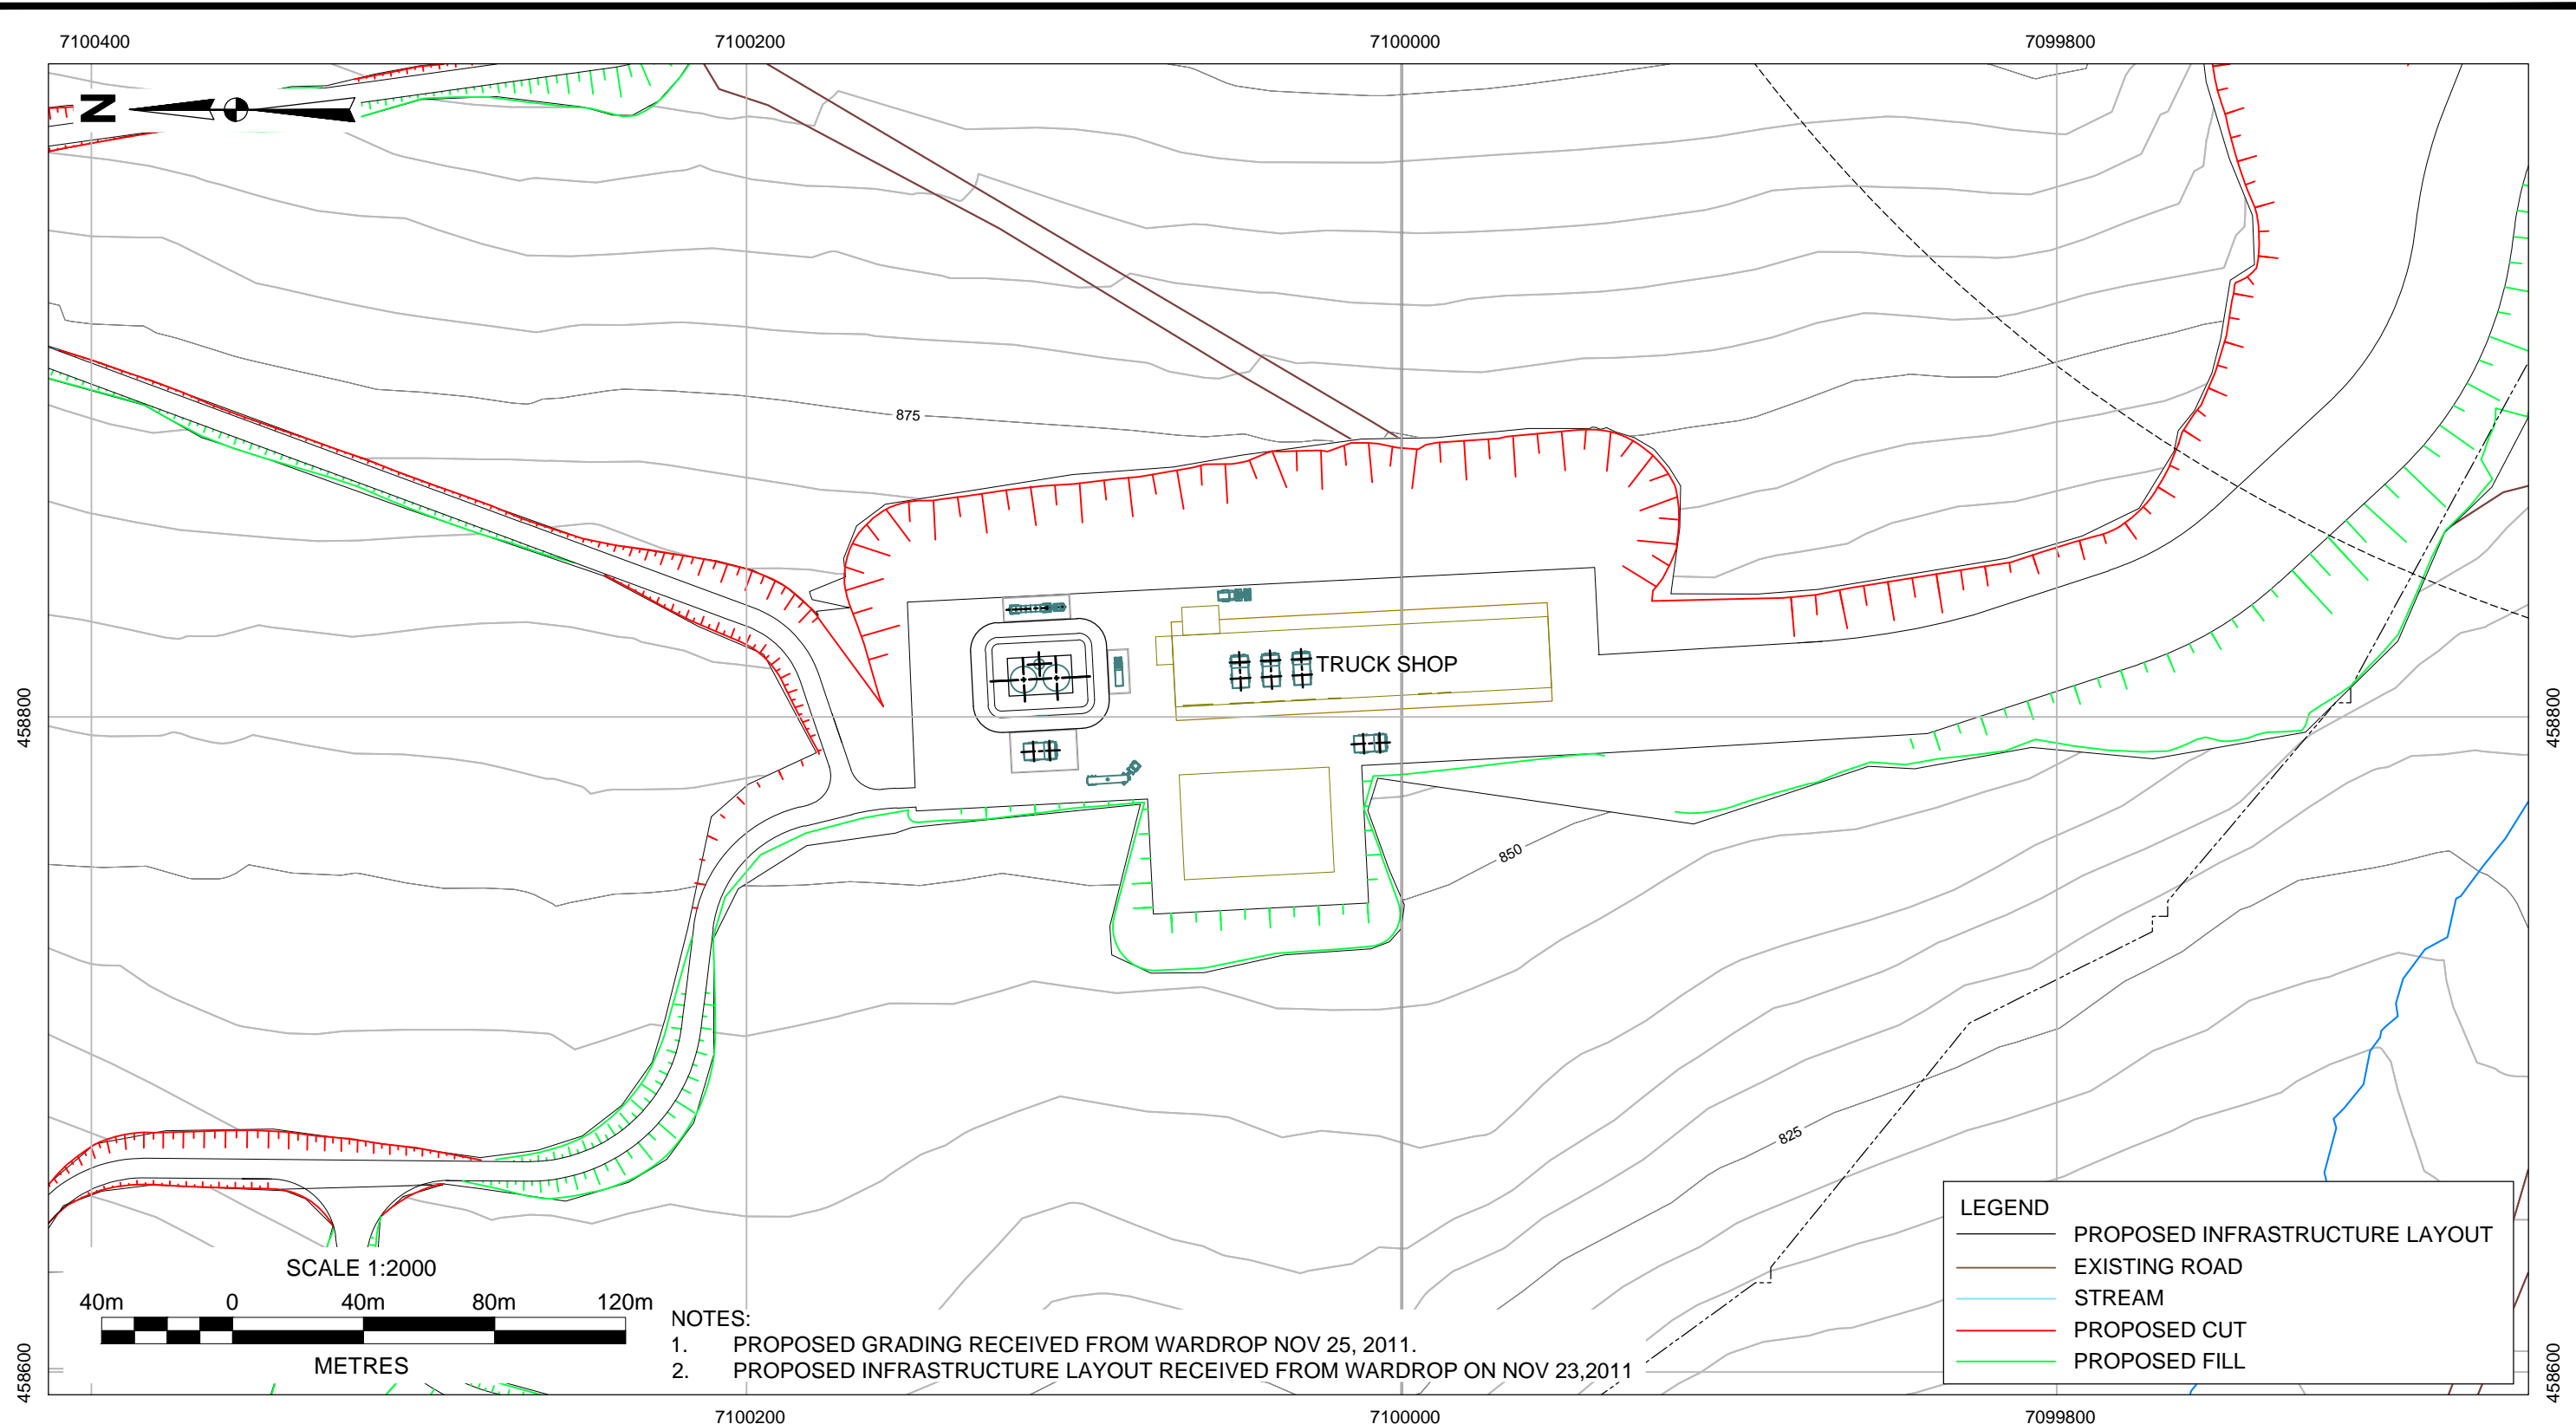 7100400 7100200 7100000 7099800
N
875
TRUCK SHOP
458800 458800
850
825
LEGEND
PROPOSED INFRASTRUCTURE LAYOUT
EXISTING ROAD
STREAM
PROPOSED CUT
PROPOSED FILL
SCALE 1:2000
40m 0 40m 80m 120m
METRES
NOTES:
1. PROPOSED GRADING RECEIVED FROM WARDROP NOV 25, 2011.
2. PROPOSED INFRASTRUCTURE LAYOUT RECEIVED FROM WARDROP ON NOV 23,2011
458600 458600
7100200 7100000 7099800